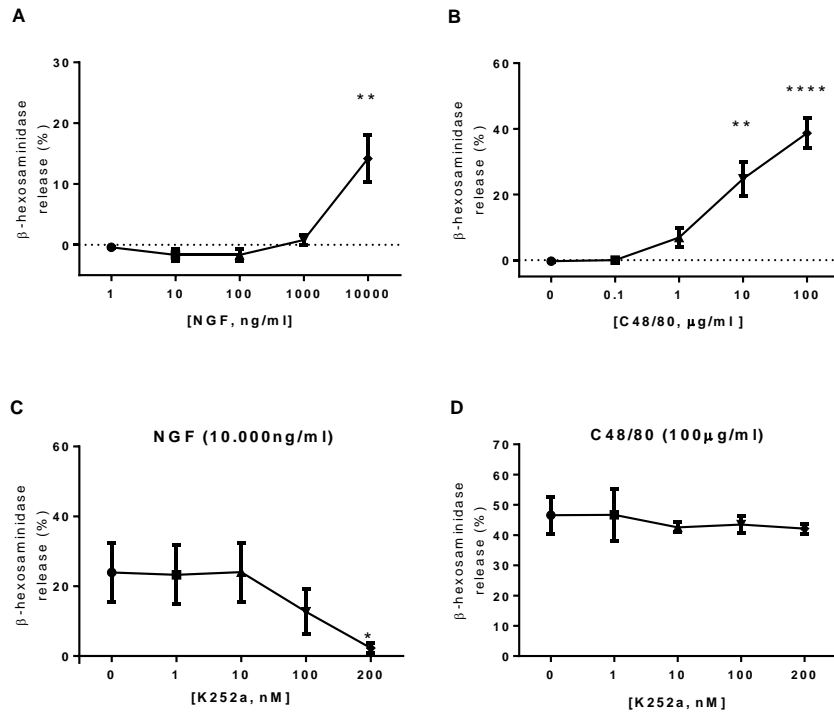 A
β-hexosaminidase
release (%)
30
20
10
0
**
1 10 100 1000 10000
[NGF, ng/ml]
B
β-hexosaminidase
release (%)
60
40
20
0
**
****
0 0.1 1 10 100
[C48/80, μg/ml ]
C
NGF (10.000ng/ml)
β-hexosaminidase
release (%)
60
40
20
0
*
0 1 10 100 200
[K252a, nM]
D
C48/80 (100μg/ml)
β-hexosaminidase
release (%)
70
60
50
40
30
20
10
0
0 1 10 100 200
[K252a, nM]